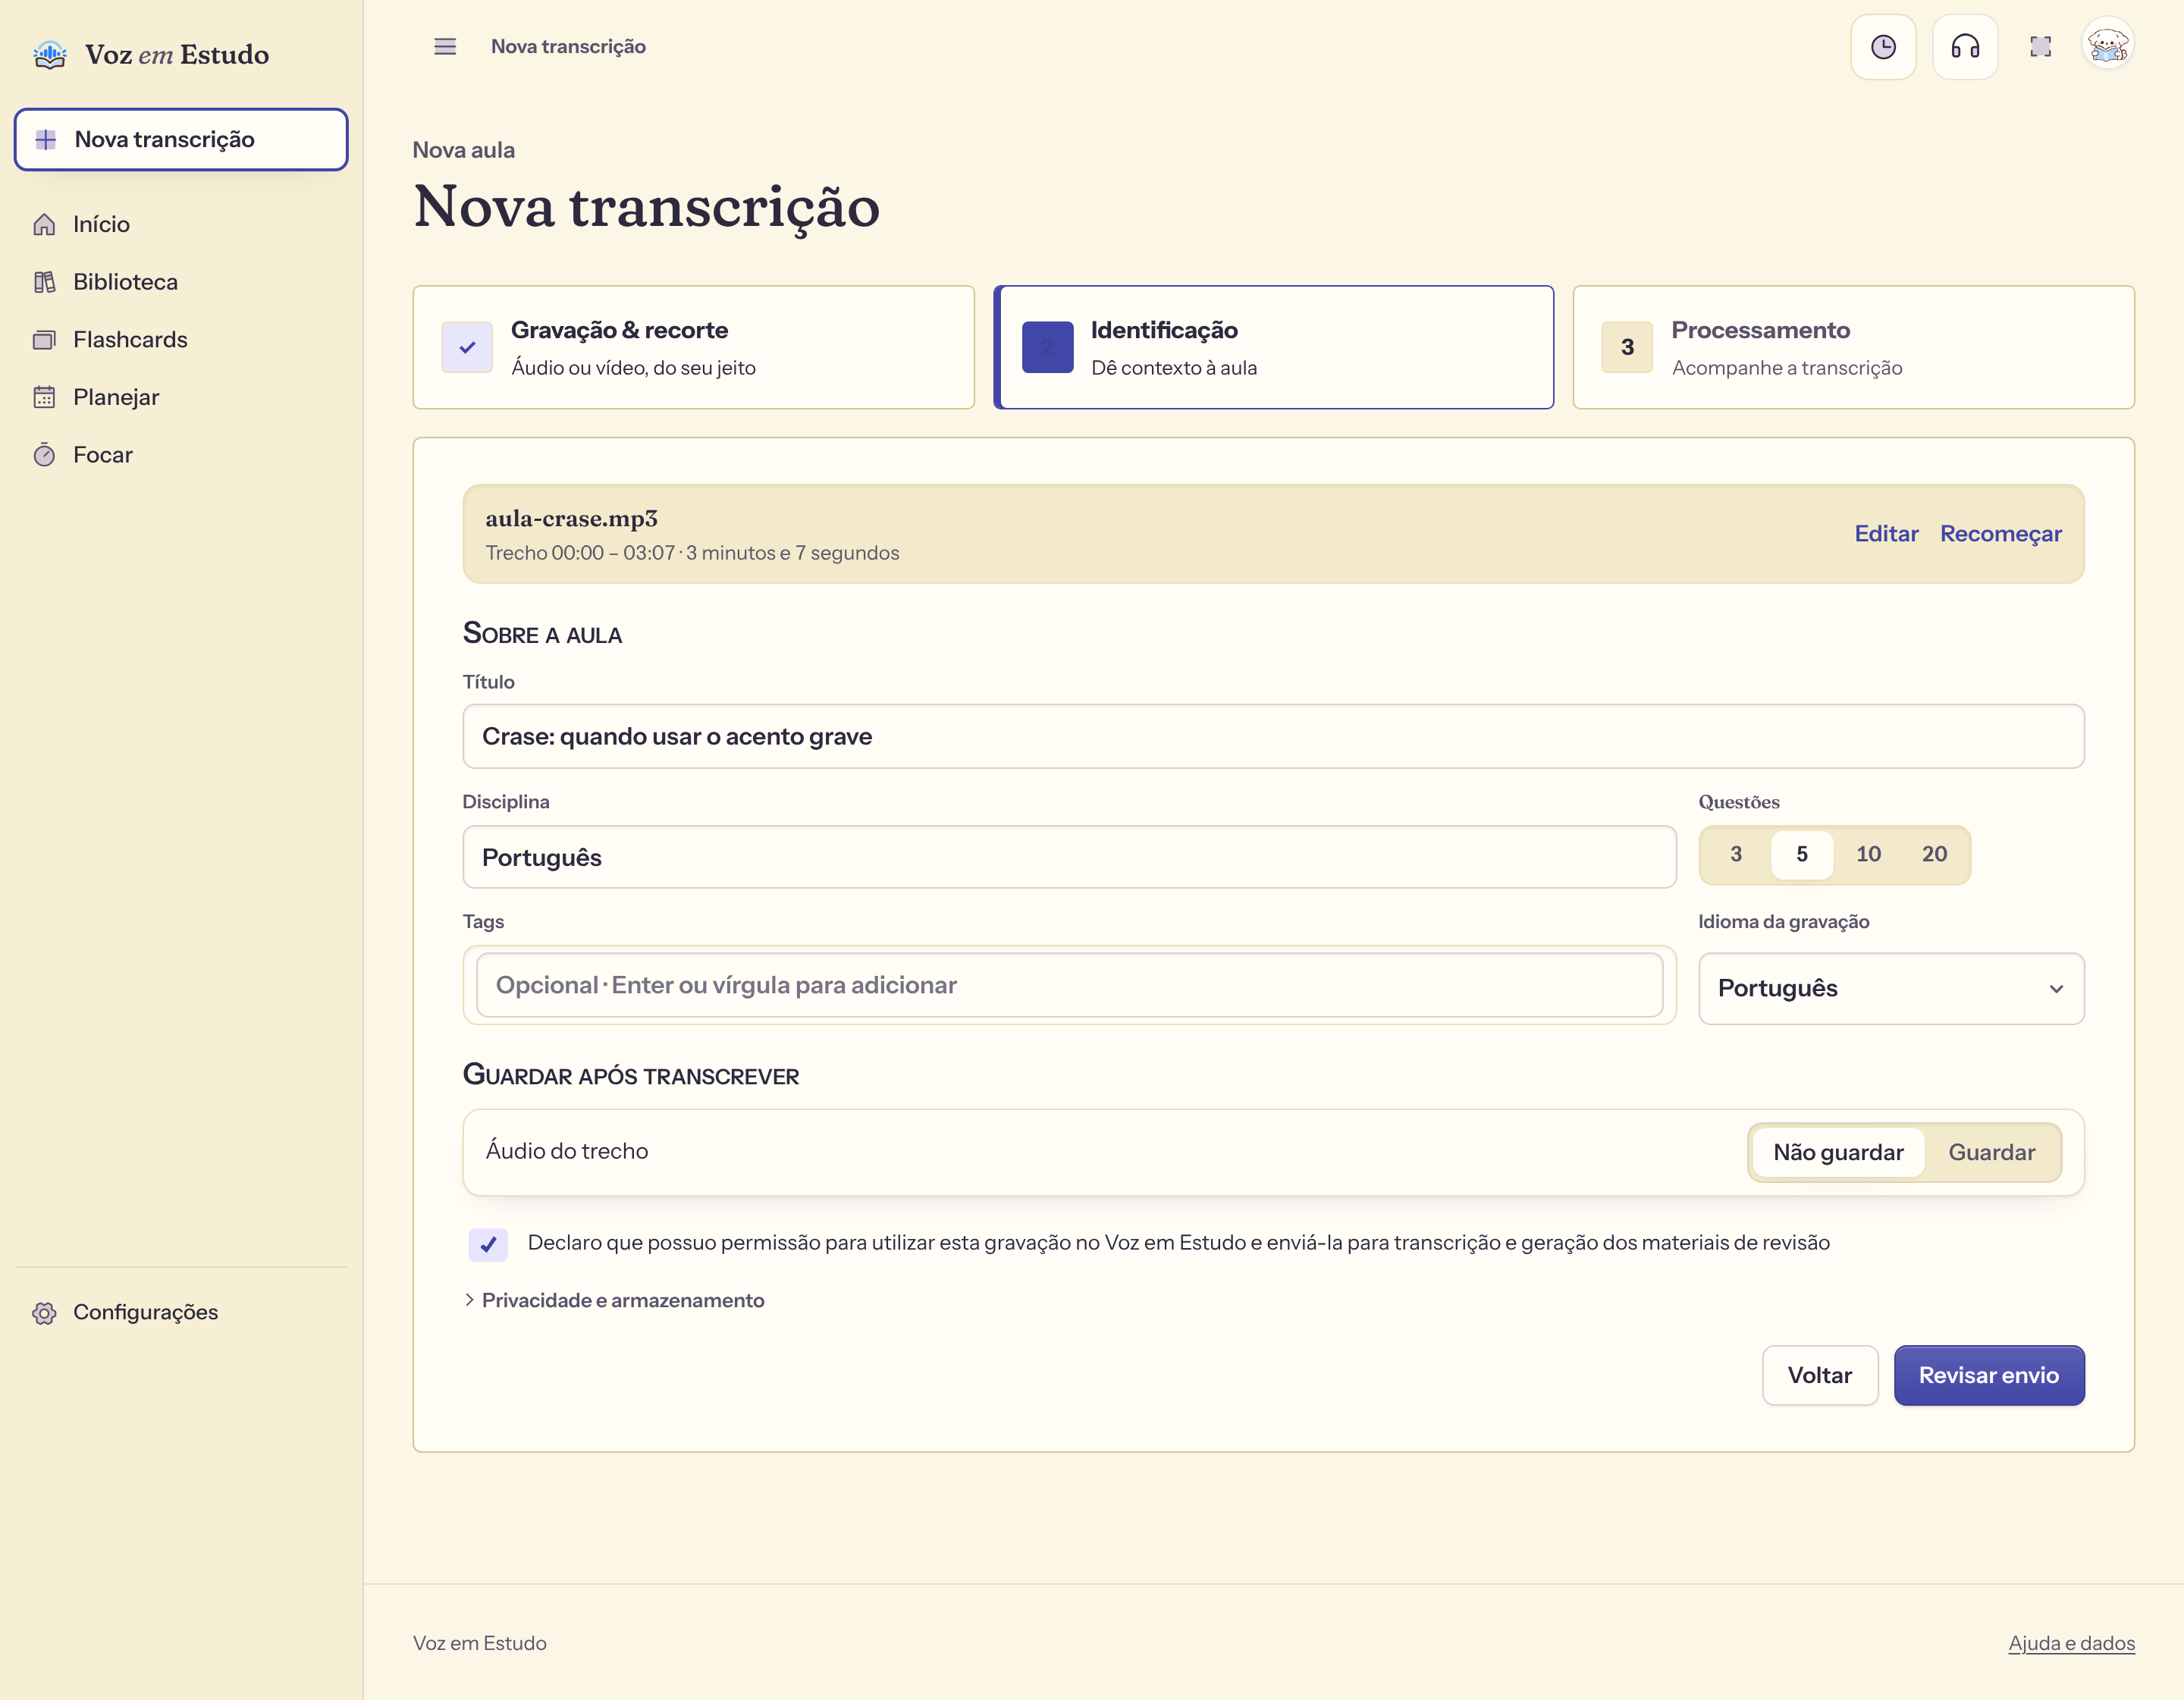 Voz em Estudo
Nova transcrição
Início
Biblioteca
Flashcards
Planejar
Focar
Configurações
Nova transcrição
Nova aula
Nova transcrição
Gravação & recorte
Áudio ou vídeo, do seu jeito
2
Identificação
Dê contexto à aula
3
Processamento
Acompanhe a transcrição
aula-crase.mp3
Trecho 00:00 – 03:07 · 3 minutos e 7 segundos
Editar Recomeçar
Sobre a aula
Título
Crase: quando usar o acento grave
Disciplina
Português
Questões
3 5 10 20
Tags
Opcional · Enter ou vírgula para adicionar
Idioma da gravação
Português
Guardar após transcrever
Áudio do trecho
Não guardar Guardar
Declaro que possuo permissão para utilizar esta gravação no Voz em Estudo e enviá-la para transcrição e geração dos materiais de revisão
Privacidade e armazenamento
Voltar Revisar envio
Voz em Estudo
Ajuda e dados